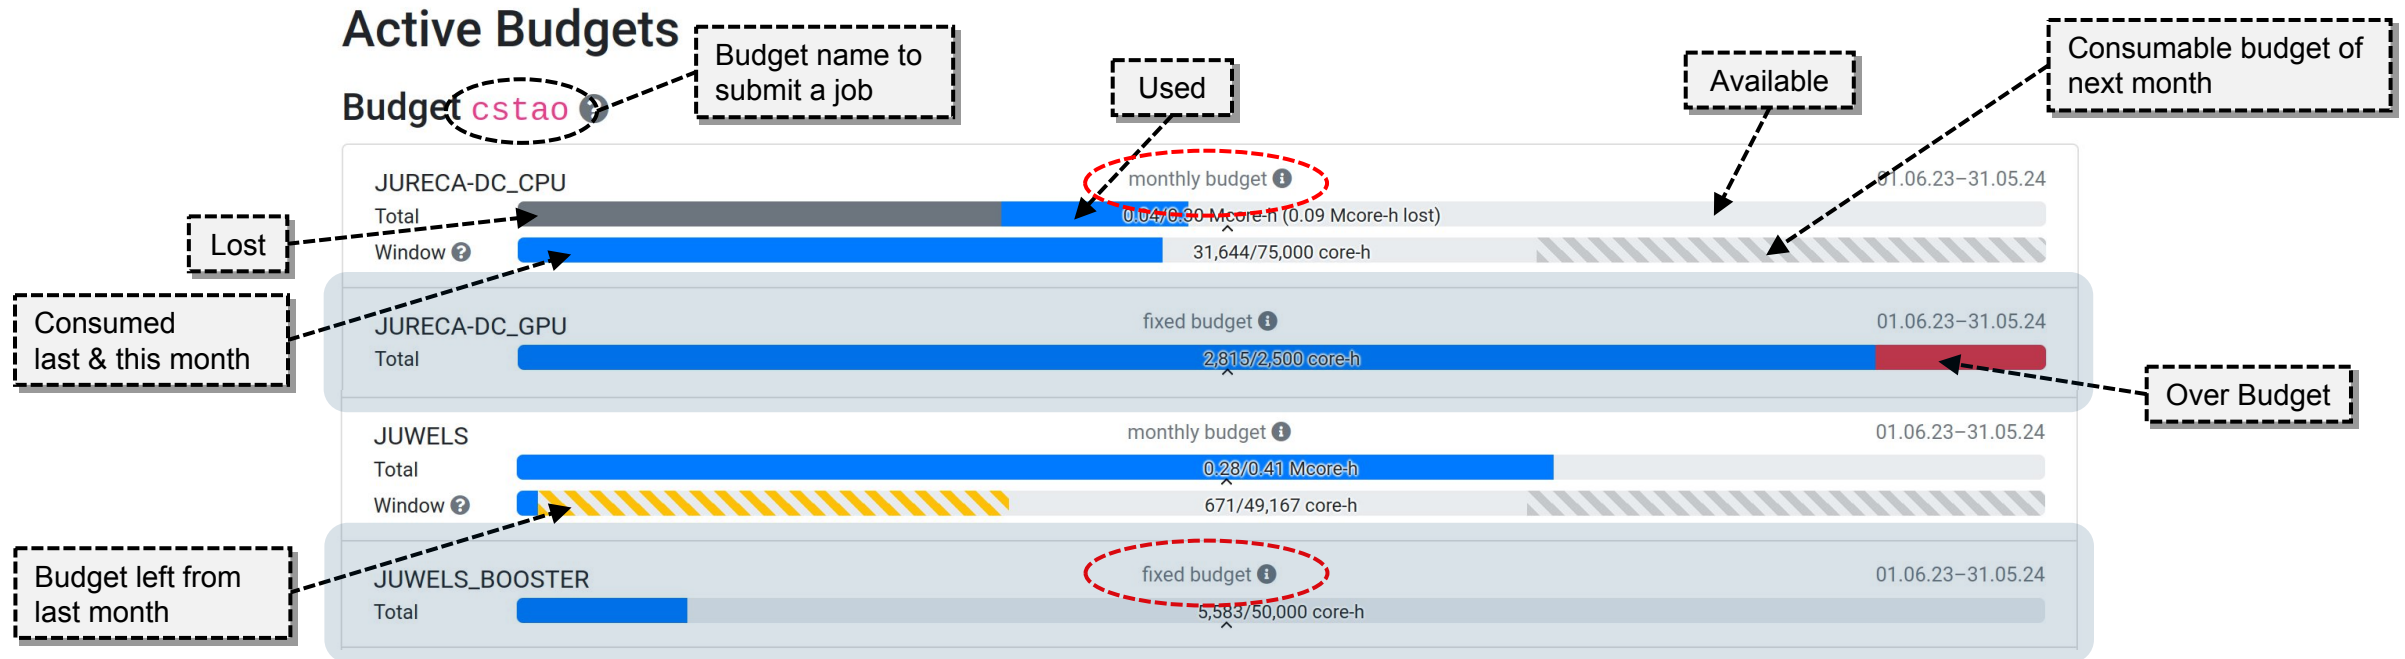 Active Budgets
Budget name to
submit a job
Used
Available
Consumable budget of
next month
Budget cstao
JURECA-DC_CPU
monthly budget
01.06.23–31.05.24
Total
0.04/0.30 Mcore-h (0.09 Mcore-h lost)
Lost
Window
31,644/75,000 core-h
Consumed
last & this month
JURECA-DC_GPU
fixed budget
01.06.23–31.05.24
Total
2,815/2,500 core-h
Over Budget
JUWELS
monthly budget
01.06.23–31.05.24
Total
0.28/0.41 Mcore-h
Window
671/49,167 core-h
Budget left from
last month
JUWELS_BOOSTER
fixed budget
01.06.23–31.05.24
Total
5,583/50,000 core-h